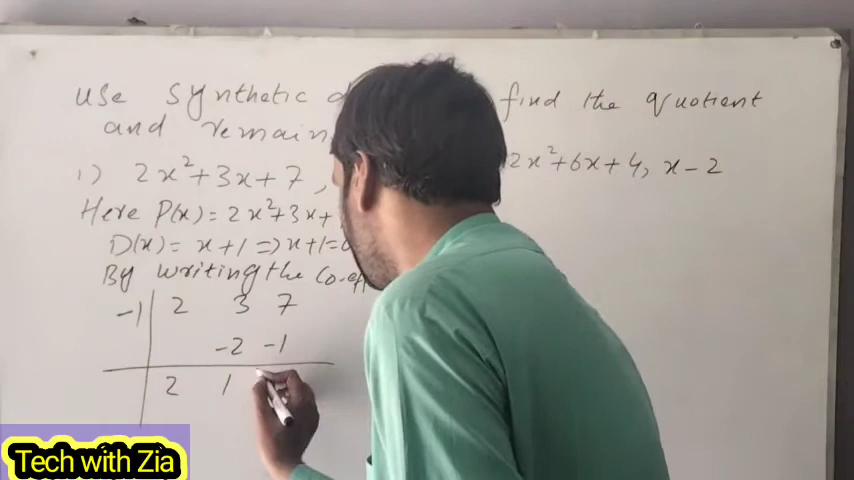 use synthetic d find the quotient
and remain
1) 2x²+3x+7, 2x²+6x+4, x-2
Here P(x)= 2x²+3x+
D(x)= x+1 => x+1=0
By writing the Co-eff
-1 2 3 7
-2 -1
2 1
Tech with Zia